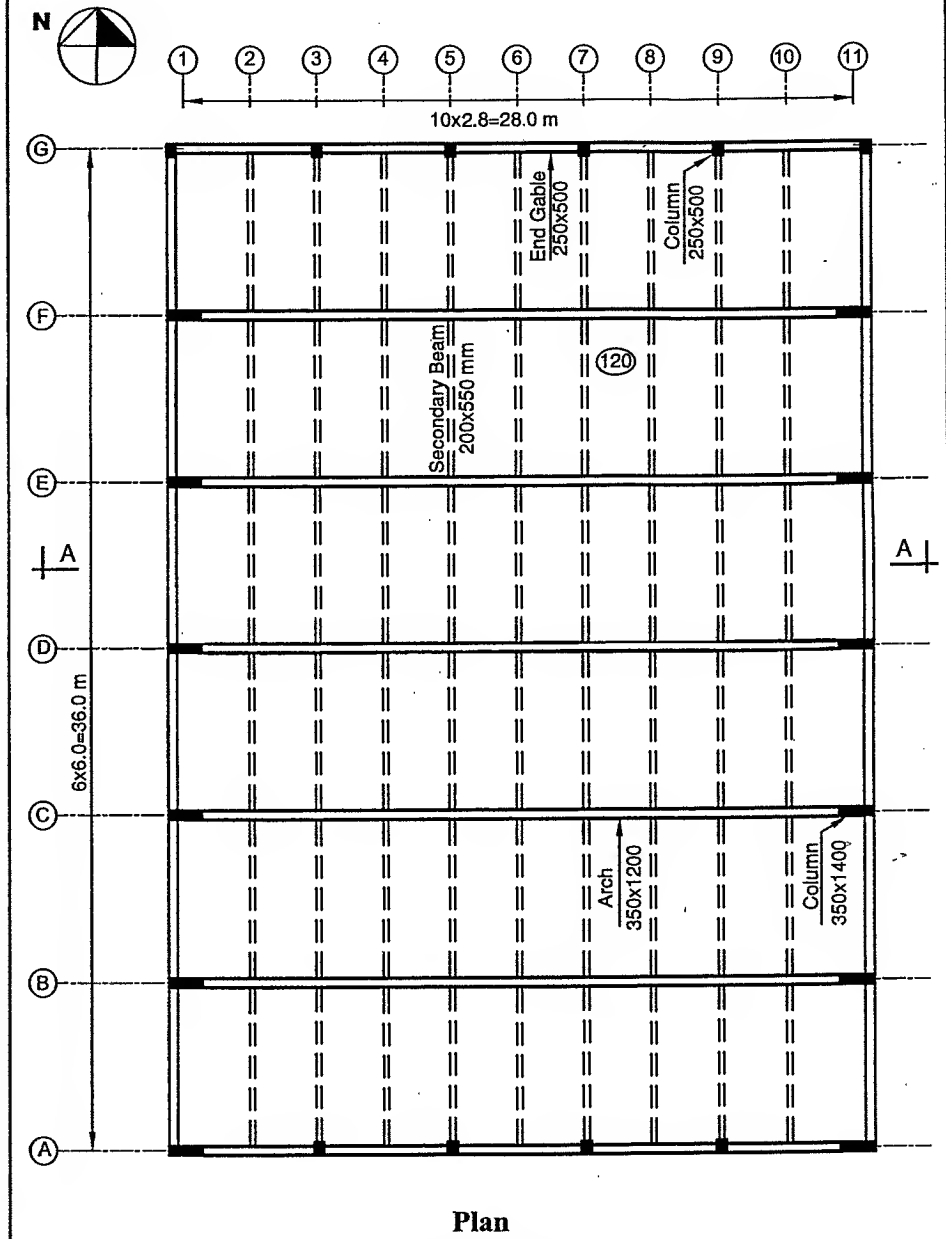 N
1 2 3 4 5 6 7 8 9 10 11
10x2.8=28.0 m
G
End Gable
250x500
Column
250x500
F
Secondary Beam
200x550 mm
120
E
A
A
D
6x6.0=36.0 m
C
Arch
350x1200
Column
350x1400
B
A
Plan